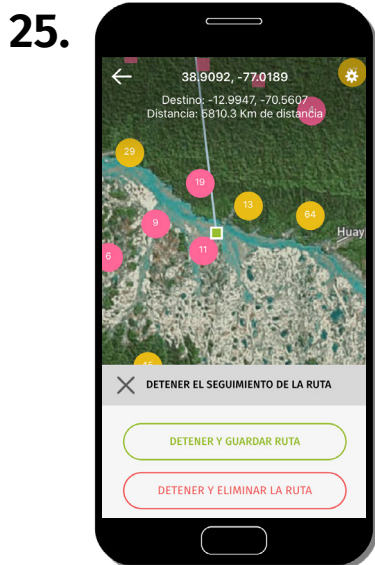 25.
38.9092, -77.0189
Destino: -12.9947, -70.5607
Distancia: 5810.3 Km de distancia
29
19
13
64
9
Huay
11
6
DETENER EL SEGUIMIENTO DE LA RUTA
DETENER Y GUARDAR RUTA
DETENER Y ELIMINAR LA RUTA